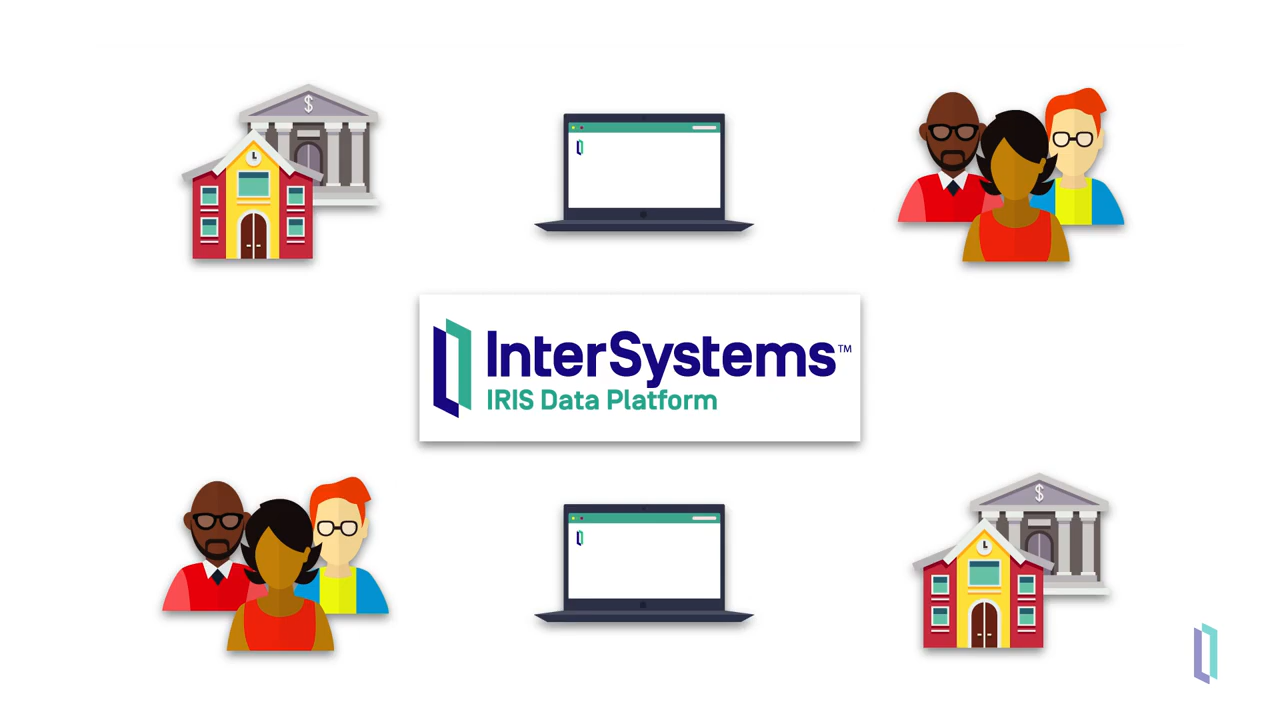 $
InterSystems™
IRIS Data Platform
$